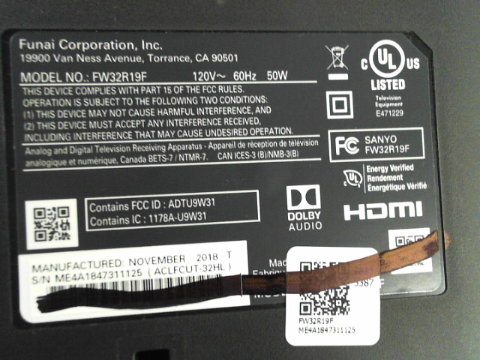 Funai Corporation, Inc.
19900 Van Ness Avenue, Torrance, CA 90501
MODEL NO.: FW32R19F 120V~ 60Hz 50W
THIS DEVICE COMPLIES WITH PART 15 OF THE FCC RULES.
OPERATION IS SUBJECT TO THE FOLLOWING TWO CONDITIONS:
(1) THIS DEVICE MAY NOT CAUSE HARMFUL INTERFERENCE, AND
(2) THIS DEVICE MUST ACCEPT ANY INTERFERENCE RECEIVED,
INCLUDING INTERFERENCE THAT MAY CAUSE UNDESIRED OPERATION.
Analog and Digital Television Receiving Apparatus - Appareil de réception de télévision
analogique et numérique, Canada BETS-7 / NTMR-7. CAN ICES-3 (B)/NMB-3(B)
C UL US
LISTED
Television
Equipment
E471229
FC SANYO
FW32R19F
Energy Verified
Rendement
Énergétique Vérifié
Contains FCC ID : ADTU9W31
Contains IC : 1178A-U9W31
DOLBY
AUDIO
HDMI
MANUFACTURED: NOVEMBER 2018 T
S/N ME4A1847311125 (ACLFCUT-32HL)
FW32R19F
ME4A1847311125